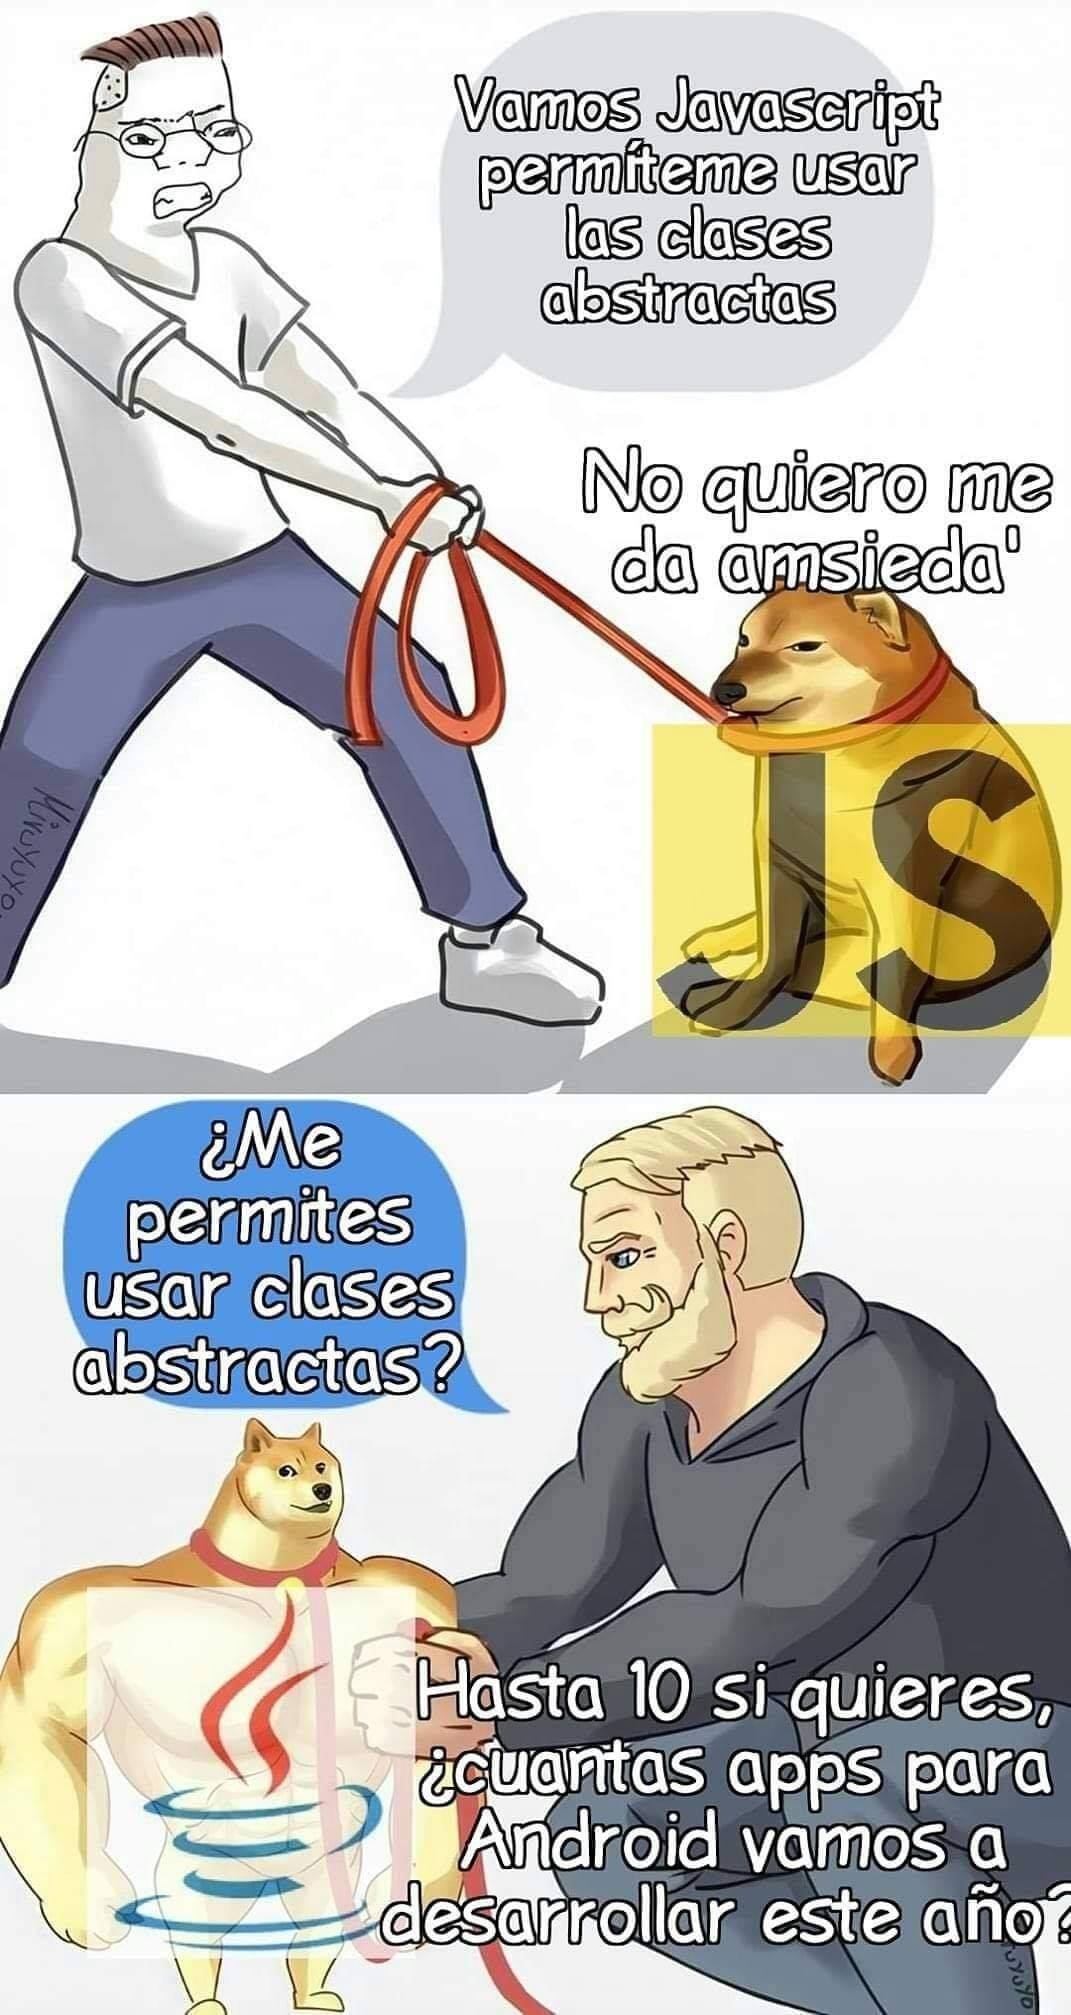 Vamos Javascript
permíteme usar
las clases
abstractas
No quiero me
da amsieda'
JS
MiNuyuyo.
¿Me
permites
usar clases
abstractas?
Hasta 10 si quieres,
¿cuantas apps para
Android vamos a
desarrollar este año?